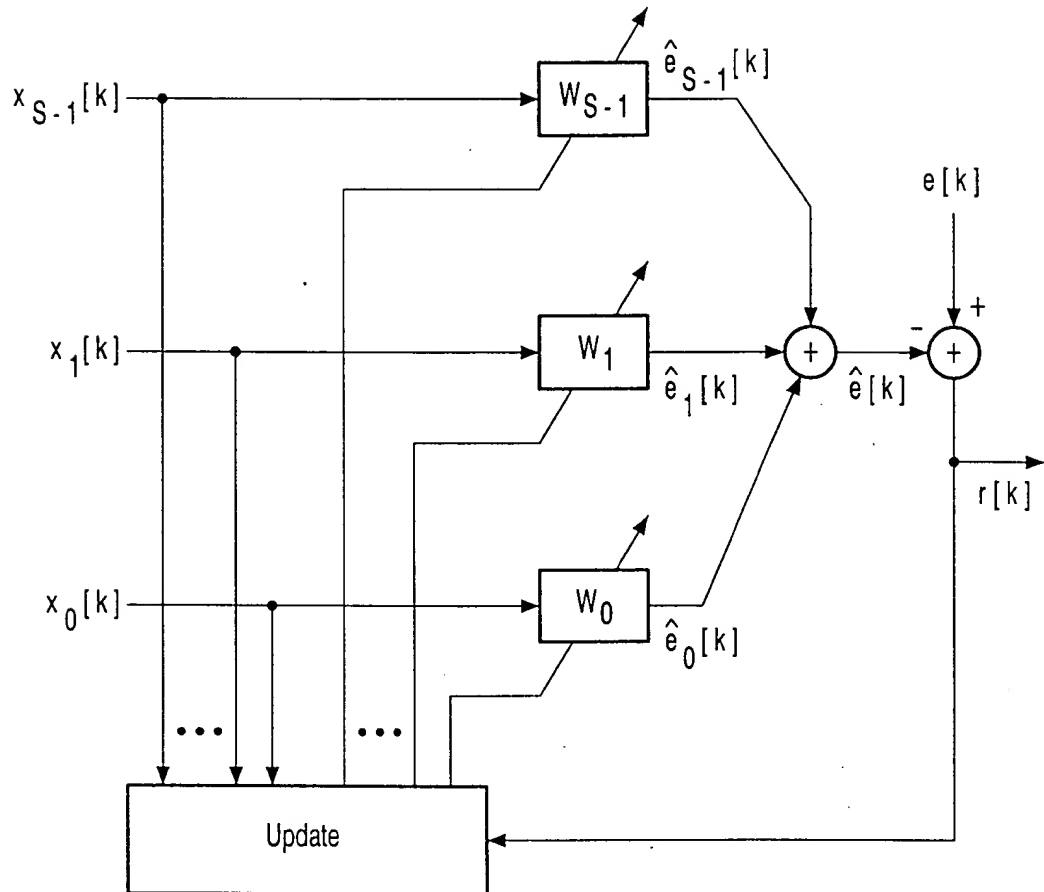 x_{S-1}[k]
W_{S-1}
ê_{S-1}[k]
e[k]
x_1[k]
W_1
ê_1[k]
+
ê[k]
-
+
+
r[k]
x_0[k]
W_0
ê_0[k]
•••
•••
Update